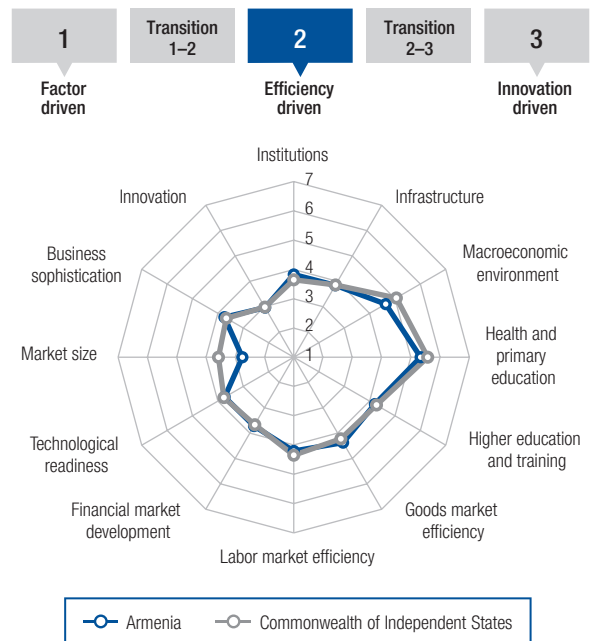 1
Transition
1–2
2
Transition
2–3
3
Factor
driven
Efficiency
driven
Innovation
driven
Institutions
Infrastructure
Macroeconomic
environment
Health and
primary
education
Higher education
and training
Goods market
efficiency
Labor market efficiency
Financial market
development
Technological
readiness
Market size
Business
sophistication
Innovation
7
6
5
4
3
2
1
Armenia
Commonwealth of Independent States